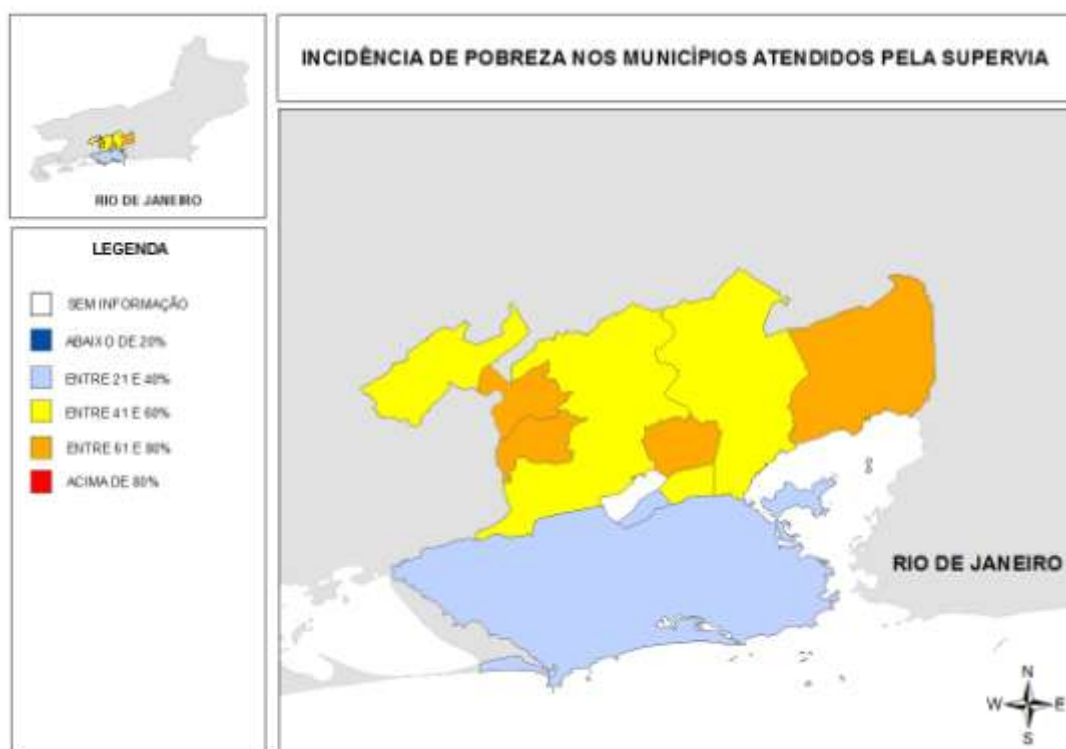 INCIDÊNCIA DE POBREZA NOS MUNICÍPIOS ATENDIDOS PELA SUPERVIA
RIO DE JANEIRO
LEGENDA
SEM INFORMAÇÃO
ABAIXO DE 20%
ENTRE 21 E 40%
ENTRE 41 E 60%
ENTRE 61 E 80%
ACIMA DE 80%
RIO DE JANEIRO
N
W E
S